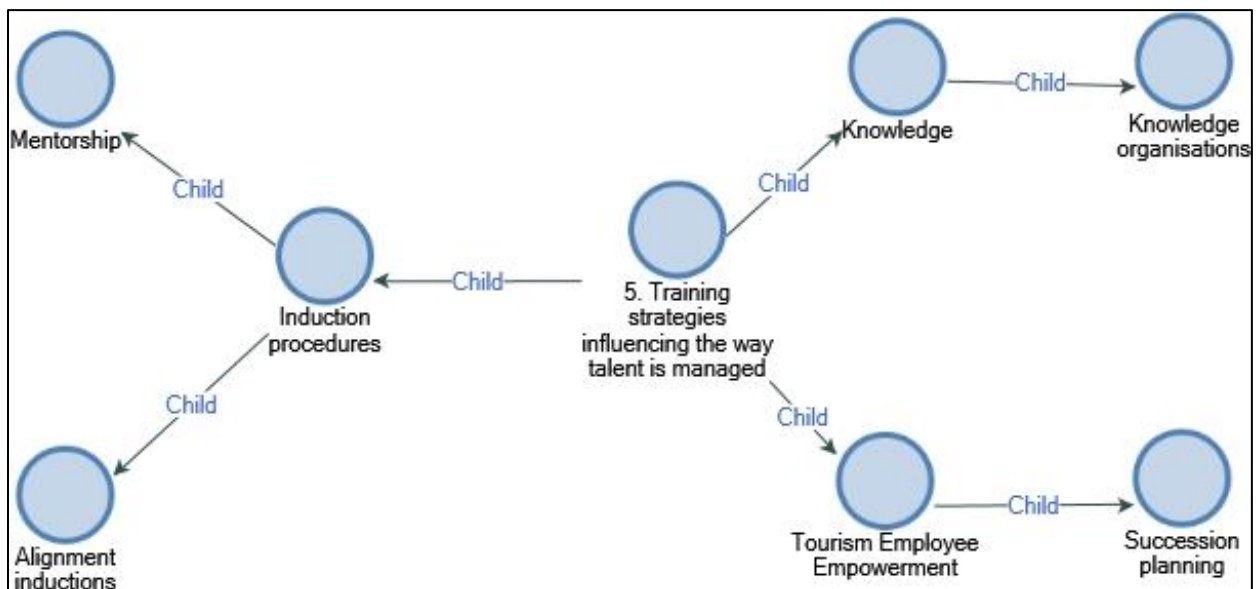 Mentorship
Child
Induction
procedures
Child
Alignment
inductions
Child
5. Training
strategies
influencing the way
talent is managed
Child
Knowledge
Child
Knowledge
organisations
Child
Tourism Employee
Empowerment
Child
Succession
planning